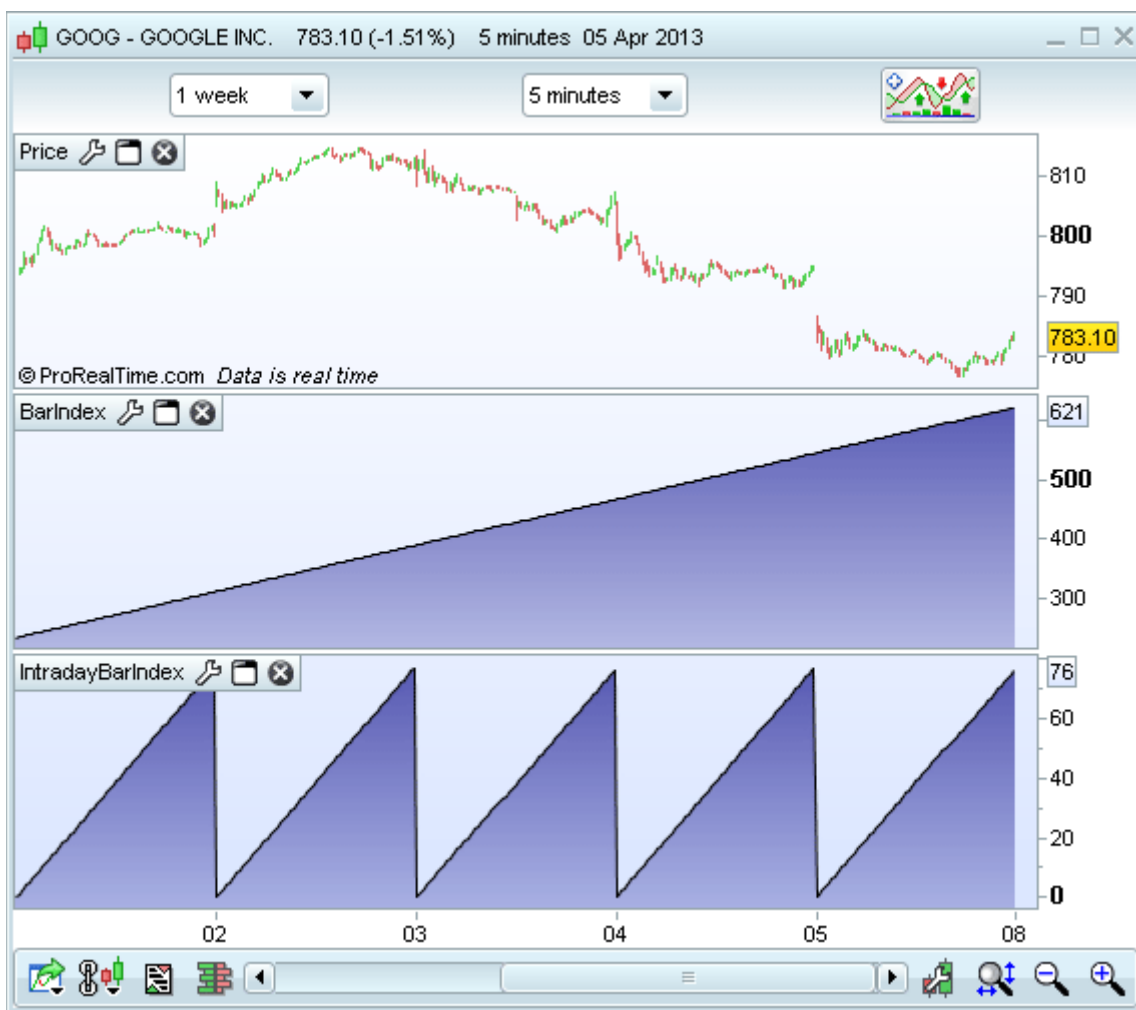 GOOG - GOOGLE INC. 783.10 (-1.51%) 5 minutes 05 Apr 2013
1 week 5 minutes
Price
810
800
790
783.10
780
©ProRealTime.com Data is real time
BarIndex
621
500
400
300
IntradayBarIndex
76
60
40
20
0
02 03 04 05 08